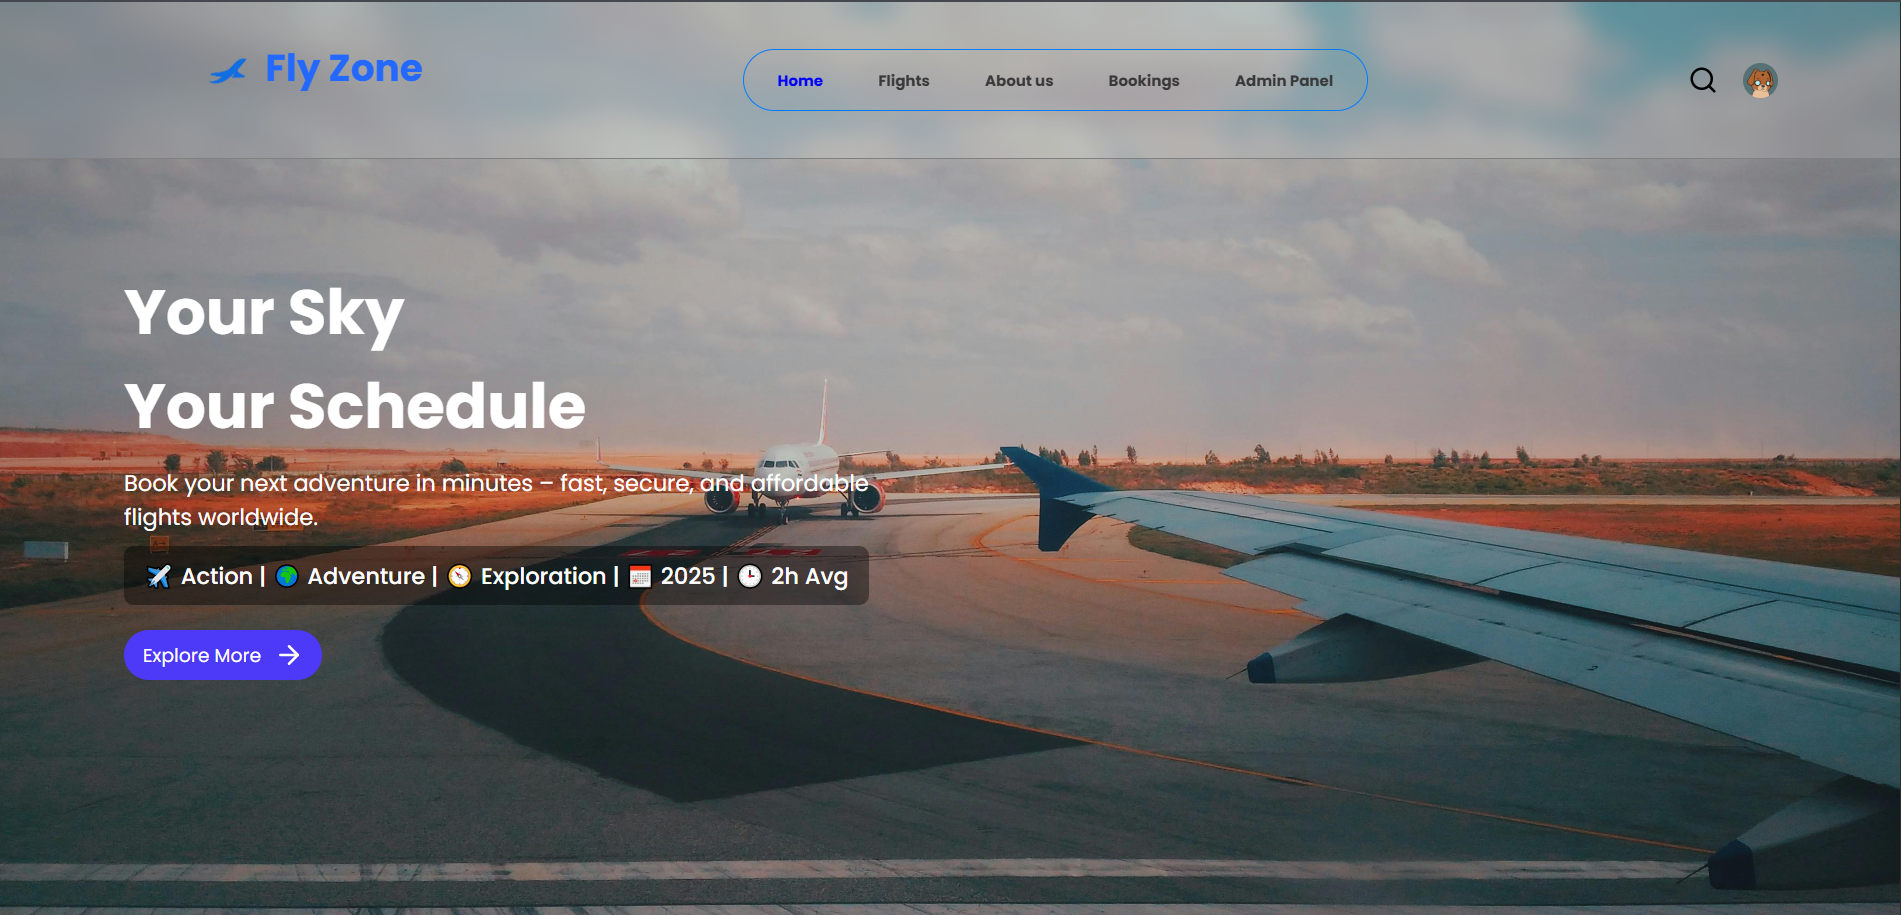 Fly Zone
Home Flights About us Bookings Admin Panel
Your Sky
Your Schedule
Book your next adventure in minutes – fast, secure, and affordable
flights worldwide.
✈️ Action | 🌍 Adventure | 🧭 Exploration | 📅 2025 | 🕒 2h Avg
Explore More →